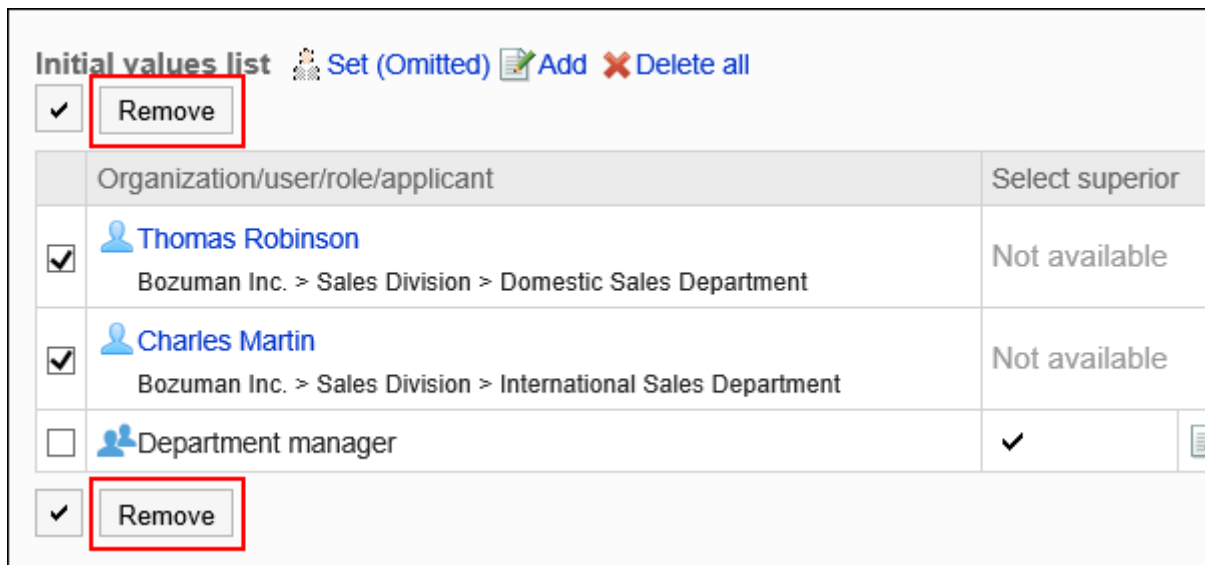 Initial values list Set (Omitted) Add Delete all
Remove
Organization/user/role/applicant Select superior
Thomas Robinson
Bozuman Inc. > Sales Division > Domestic Sales Department
Not available
Charles Martin
Bozuman Inc. > Sales Division > International Sales Department
Not available
Department manager
Remove